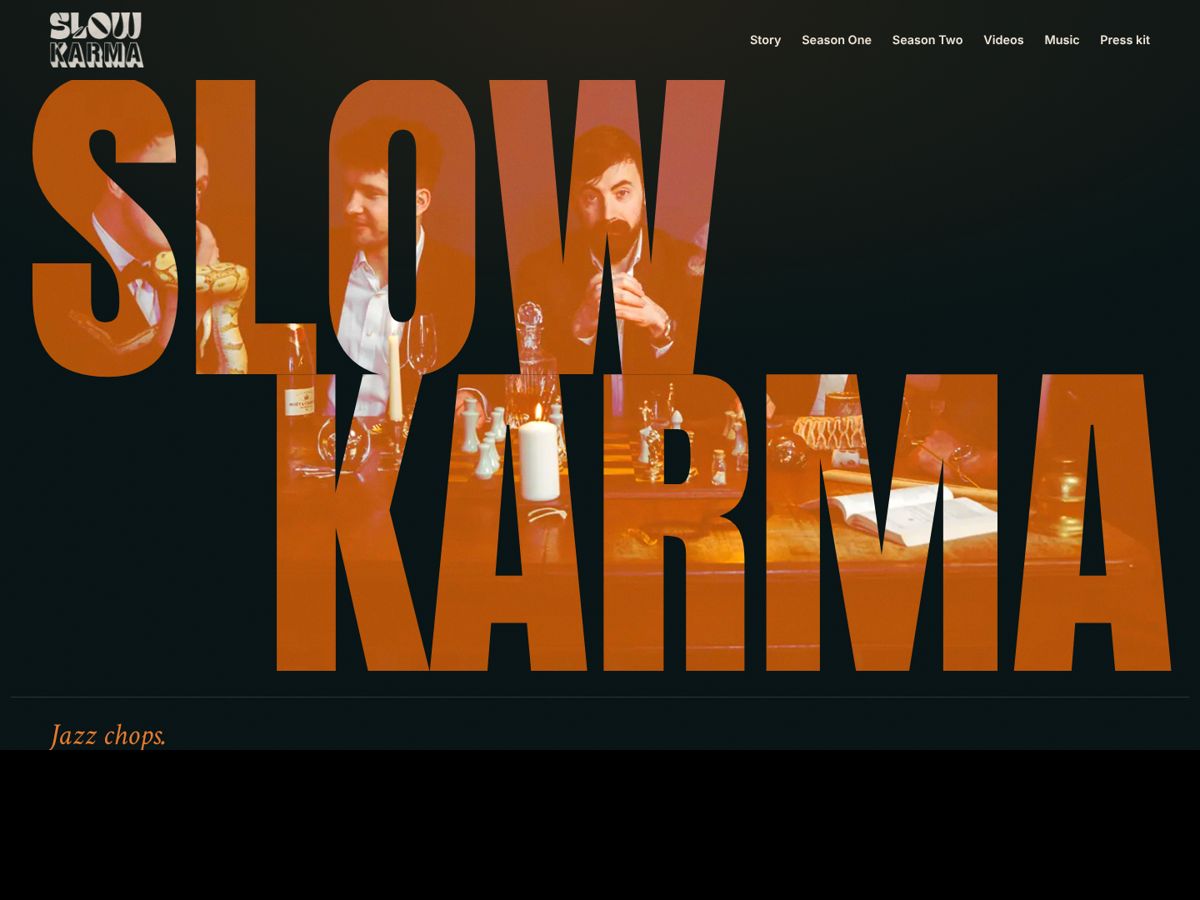 SLOW
KARMA
Story Season One Season Two Videos Music Press kit
SLOW
KARMA
Jazz chops.